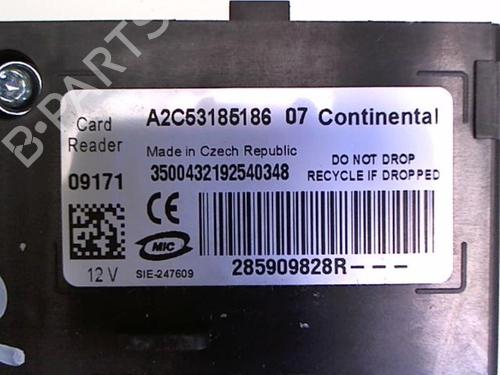 A2C53185186 07 Continental
Card
Reader
Made in Czech Republic
3500432192540348
DO NOT DROP
RECYCLE IF DROPPED
09171
CE
MIC
12 V
SIE-247609
285909828R---
B-PARTS